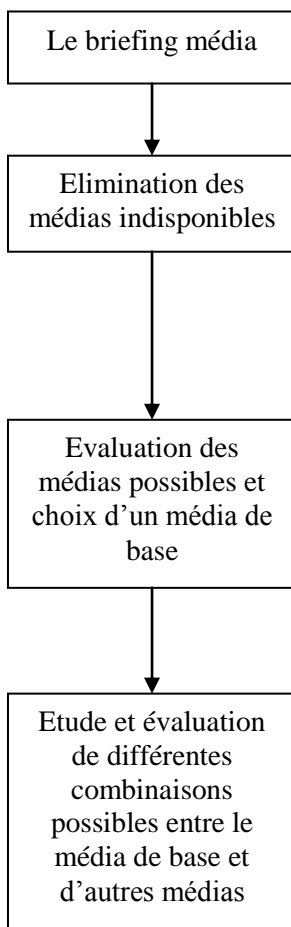 Le briefing média
Elimination des
médias indisponibles
Evaluation des
médias possibles et
choix d’un média de
base
Etude et évaluation
de différentes
combinaisons
possibles entre le
média de base et
d’autres médias